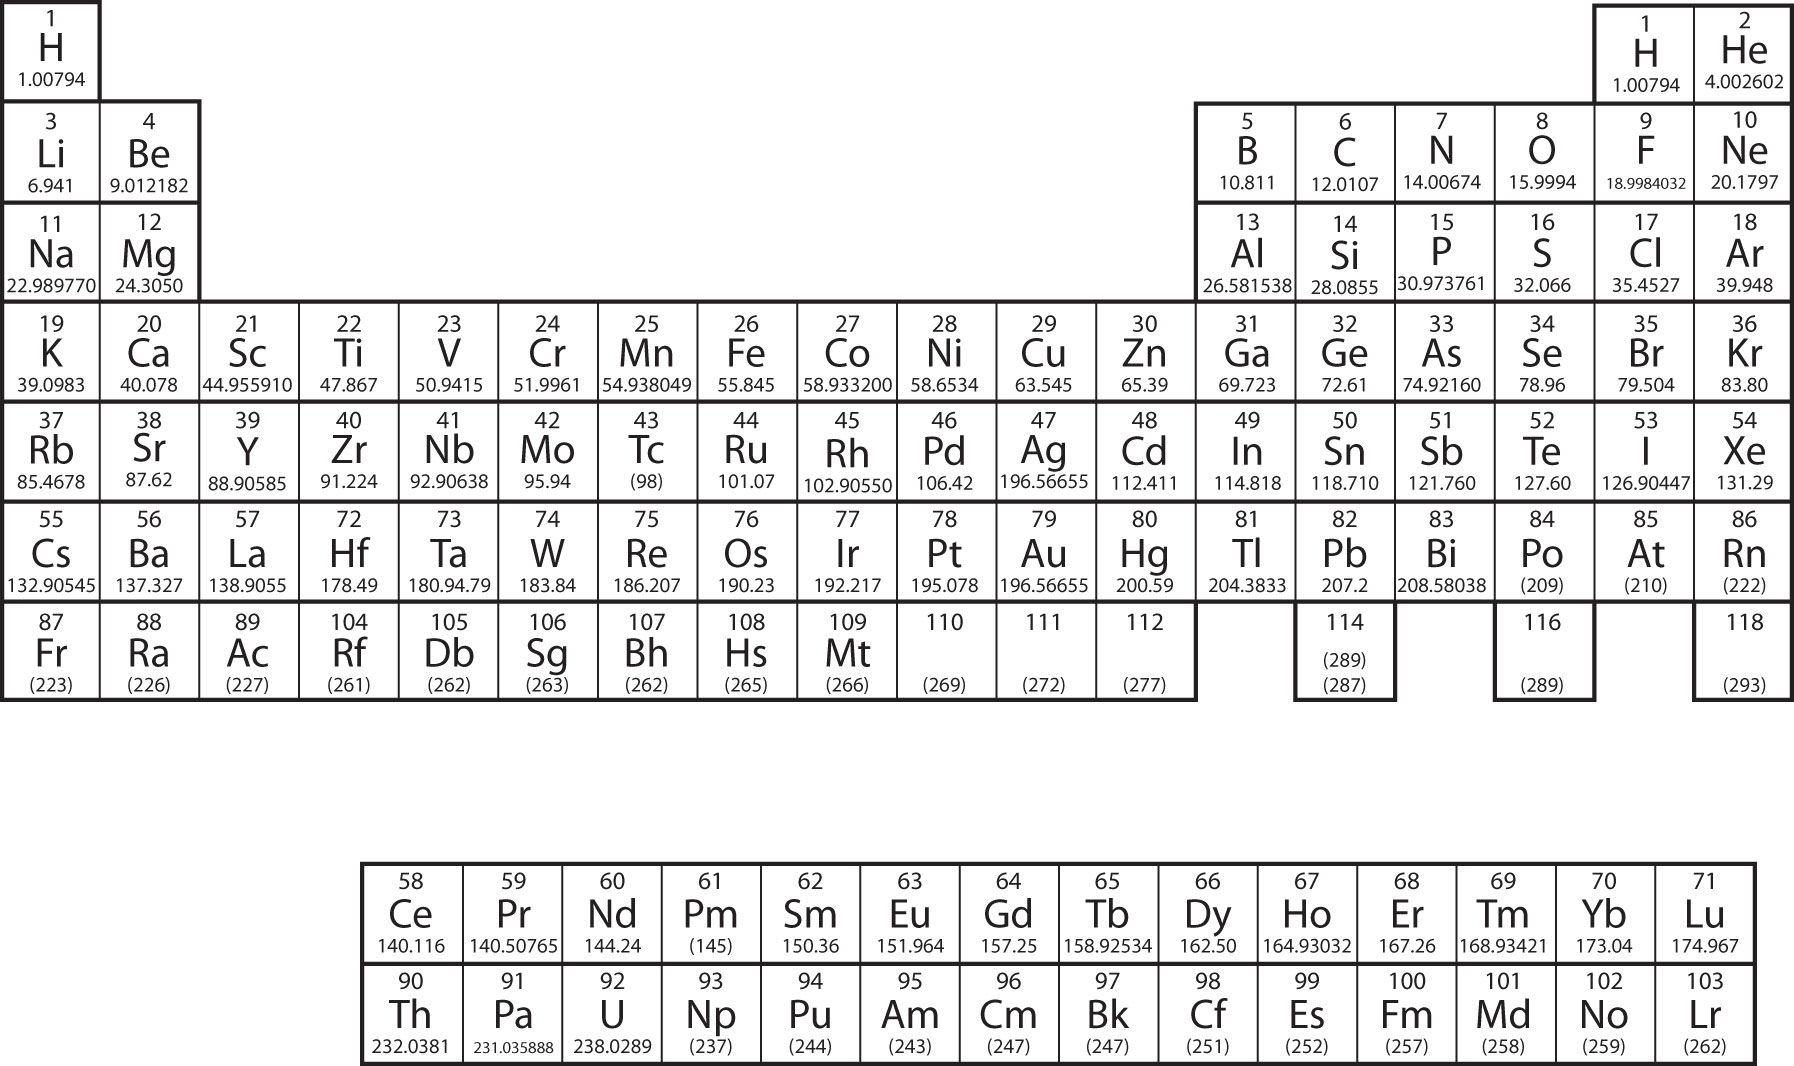 1 1 2
H H He
1.00794 1.00794 4.002602
3 4 5 6 7 8 9 10
Li Be B C N O F Ne
6.941 9.012182 10.811 12.0107 14.00674 15.9994 18.9984032 20.1797
11 12 13 14 15 16 17 18
Na Mg Al Si P S Cl Ar
22.989770 24.3050 26.581538 28.0855 30.973761 32.066 35.4527 39.948
19 20 21 22 23 24 25 26 27 28 29 30 31 32 33 34 35 36
K Ca Sc Ti V Cr Mn Fe Co Ni Cu Zn Ga Ge As Se Br Kr
39.0983 40.078 44.955910 47.867 50.9415 51.9961 54.938049 55.845 58.933200 58.6534 63.545 65.39 69.723 72.61 74.92160 78.96 79.504 83.80
37 38 39 40 41 42 43 44 45 46 47 48 49 50 51 52 53 54
Rb Sr Y Zr Nb Mo Tc Ru Rh Pd Ag Cd In Sn Sb Te I Xe
85.4678 87.62 88.90585 91.224 92.90638 95.94 (98) 101.07 102.90550 106.42 196.56655 112.411 114.818 118.710 121.760 127.60 126.90447 131.29
55 56 57 72 73 74 75 76 77 78 79 80 81 82 83 84 85 86
Cs Ba La Hf Ta W Re Os Ir Pt Au Hg Tl Pb Bi Po At Rn
132.90545 137.327 138.9055 178.49 180.94.79 183.84 186.207 190.23 192.217 195.078 196.56655 200.59 204.3833 207.2 208.58038 (209) (210) (222)
87 88 89 104 105 106 107 108 109 110 111 112 114 116 118
Fr Ra Ac Rf Db Sg Bh Hs Mt
(289)
(223) (226) (227) (261) (262) (263) (262) (265) (266) (269) (272) (277) (287) (289) (293)
58 59 60 61 62 63 64 65 66 67 68 69 70 71
Ce Pr Nd Pm Sm Eu Gd Tb Dy Ho Er Tm Yb Lu
140.116 140.50765 144.24 (145) 150.36 151.964 157.25 158.92534 162.50 164.93032 167.26 168.93421 173.04 174.967
90 91 92 93 94 95 96 97 98 99 100 101 102 103
Th Pa U Np Pu Am Cm Bk Cf Es Fm Md No Lr
232.0381 231.035888 238.0289 (237) (244) (243) (247) (247) (251) (252) (257) (258) (259) (262)